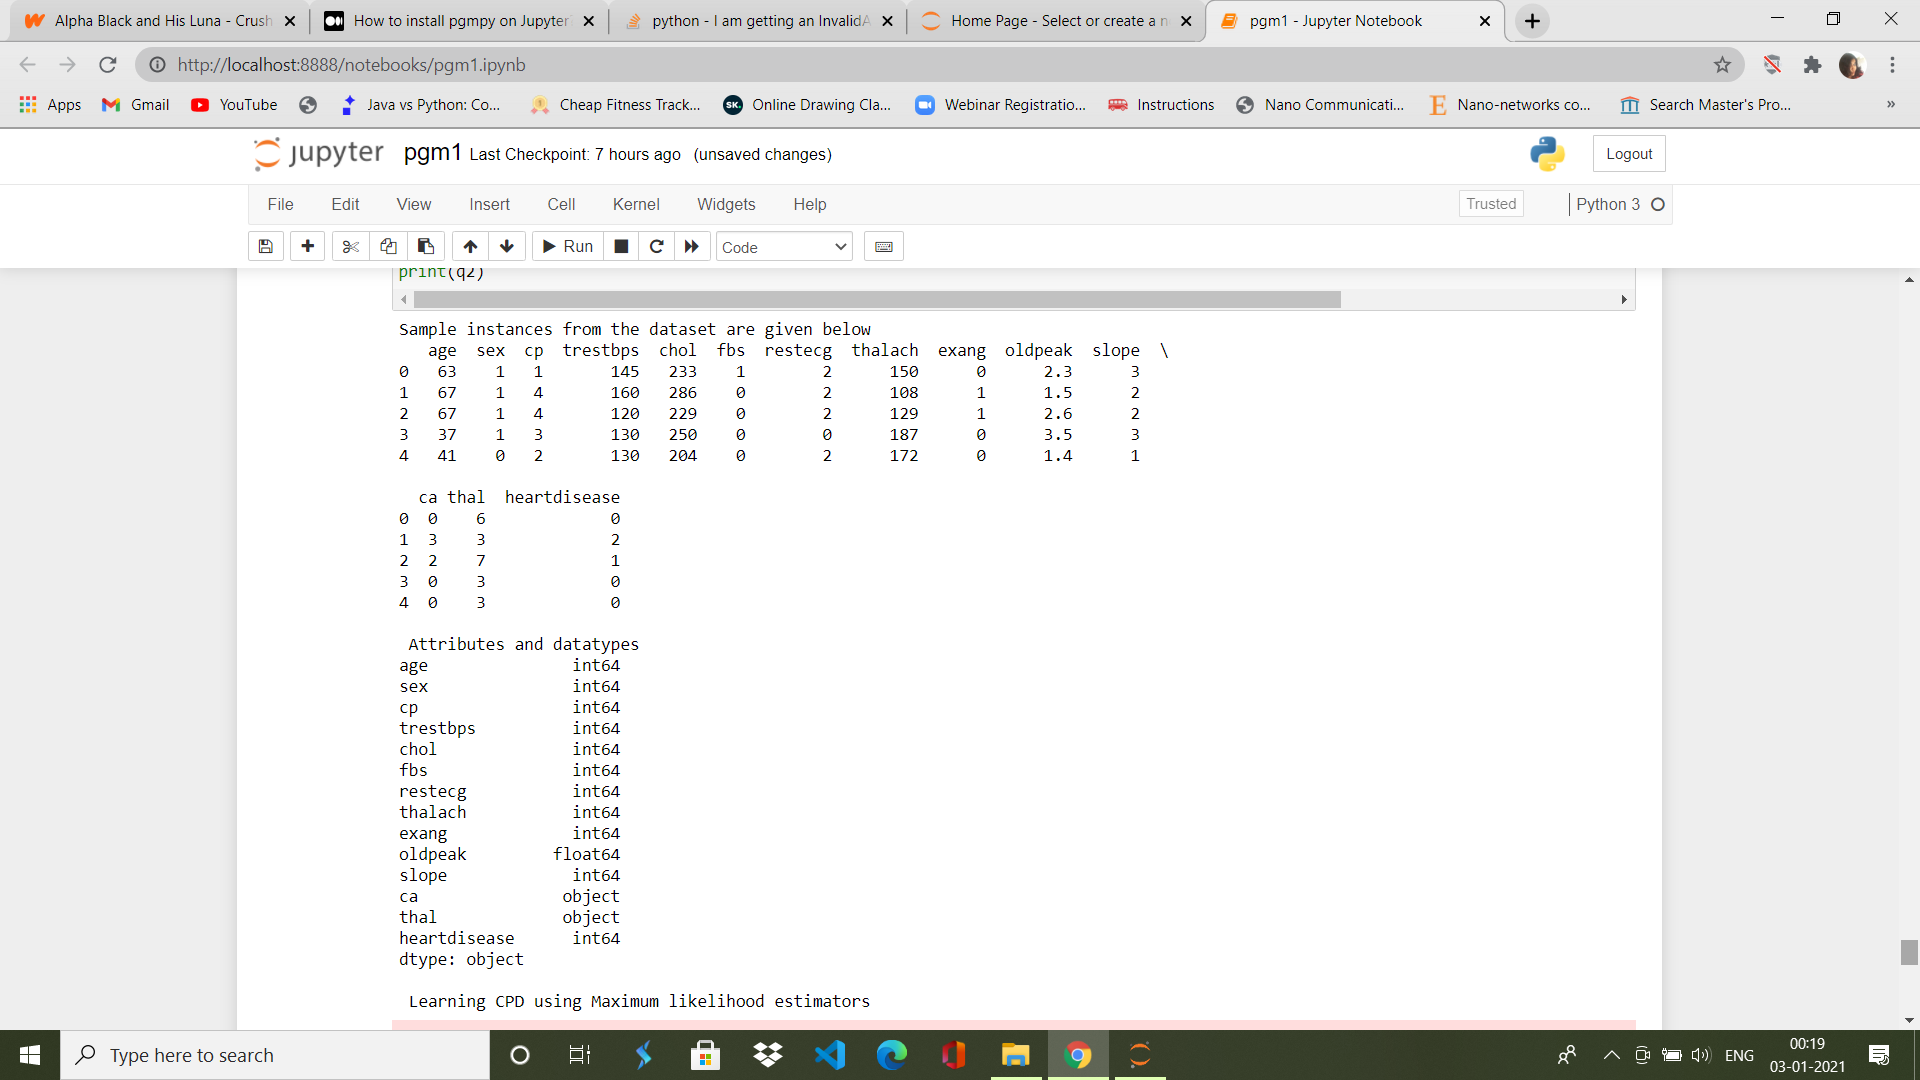 Alpha Black and His Luna - Crush
How to install pgmpy on Jupyter
python - I am getting an InvalidA
Home Page - Select or create a n
pgm1 - Jupyter Notebook
http://localhost:8888/notebooks/pgm1.ipynb
Apps
Gmail
YouTube
Java vs Python: Co...
Cheap Fitness Track...
SK.
Online Drawing Cla...
Webinar Registratio...
Instructions
Nano Communicati...
Nano-networks co...
Search Master's Pro...
»
jupyter pgm1 Last Checkpoint: 7 hours ago (unsaved changes)
Logout
File Edit View Insert Cell Kernel Widgets Help
Trusted
Python 3
Run
Code
print(q2)
Sample instances from the dataset are given below
age sex cp trestbps chol fbs restecg thalach exang oldpeak slope \
0 63 1 1 145 233 1 2 150 0 2.3 3
1 67 1 4 160 286 0 2 108 1 1.5 2
2 67 1 4 120 229 0 2 129 1 2.6 2
3 37 1 3 130 250 0 0 187 0 3.5 3
4 41 0 2 130 204 0 2 172 0 1.4 1
ca thal heartdisease
0 0 6 0
1 3 3 2
2 2 7 1
3 0 3 0
4 0 3 0
Attributes and datatypes
age int64
sex int64
cp int64
trestbps int64
chol int64
fbs int64
restecg int64
thalach int64
exang int64
oldpeak float64
slope int64
ca object
thal object
heartdisease int64
dtype: object
Learning CPD using Maximum likelihood estimators
Type here to search
ENG
00:19
03-01-2021